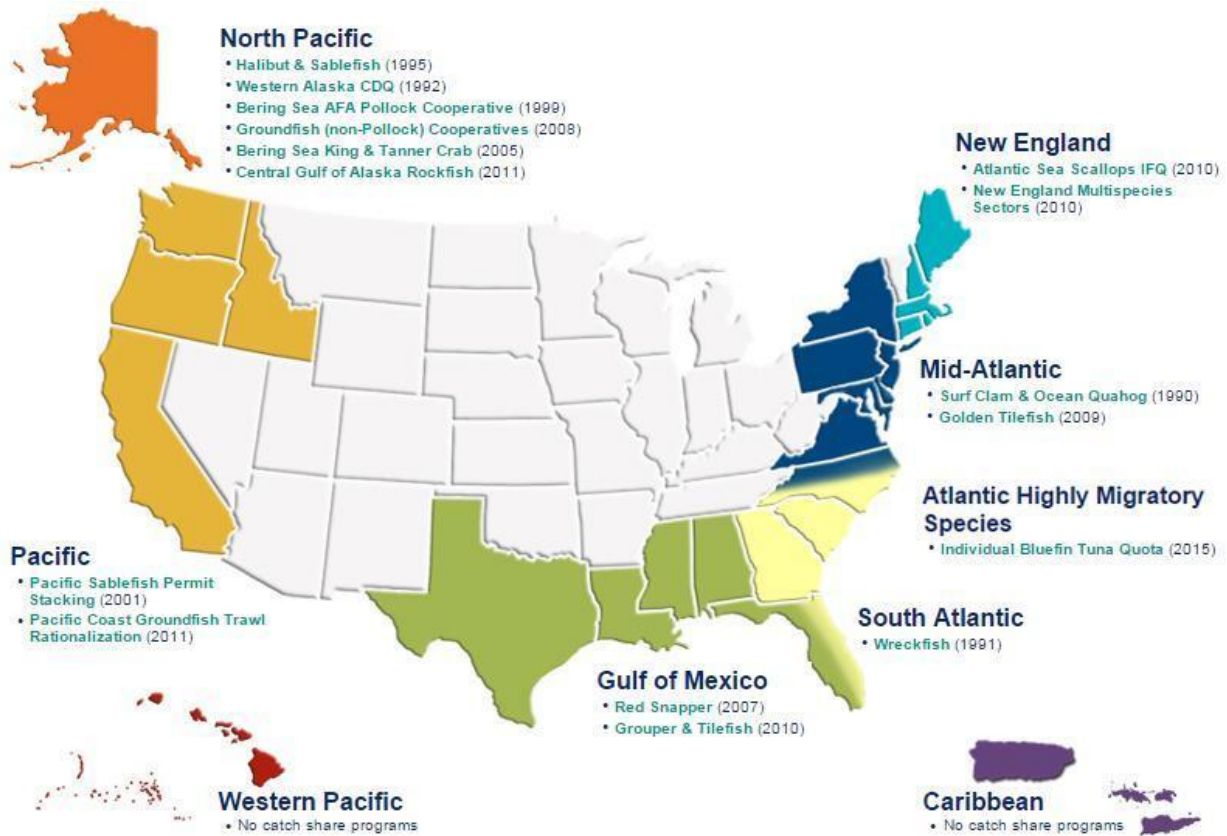 North Pacific
• Halibut & Sablefish (1995)
• Western Alaska CDQ (1992)
• Bering Sea AFA Pollock Cooperative (1999)
• Groundfish (non-Pollock) Cooperatives (2008)
• Bering Sea King & Tanner Crab (2005)
• Central Gulf of Alaska Rockfish (2011)
New England
• Atlantic Sea Scallops IFQ (2010)
• New England Multispecies
Sectors (2010)
Mid-Atlantic
• Surf Clam & Ocean Quahog (1990)
• Golden Tilefish (2009)
Atlantic Highly Migratory
Species
• Individual Bluefin Tuna Quota (2015)
Pacific
• Pacific Sablefish Permit
Stacking (2001)
• Pacific Coast Groundfish Trawl
Rationalization (2011)
South Atlantic
• Wreckfish (1991)
Gulf of Mexico
• Red Snapper (2007)
• Grouper & Tilefish (2010)
Western Pacific
• No catch share programs
Caribbean
• No catch share programs